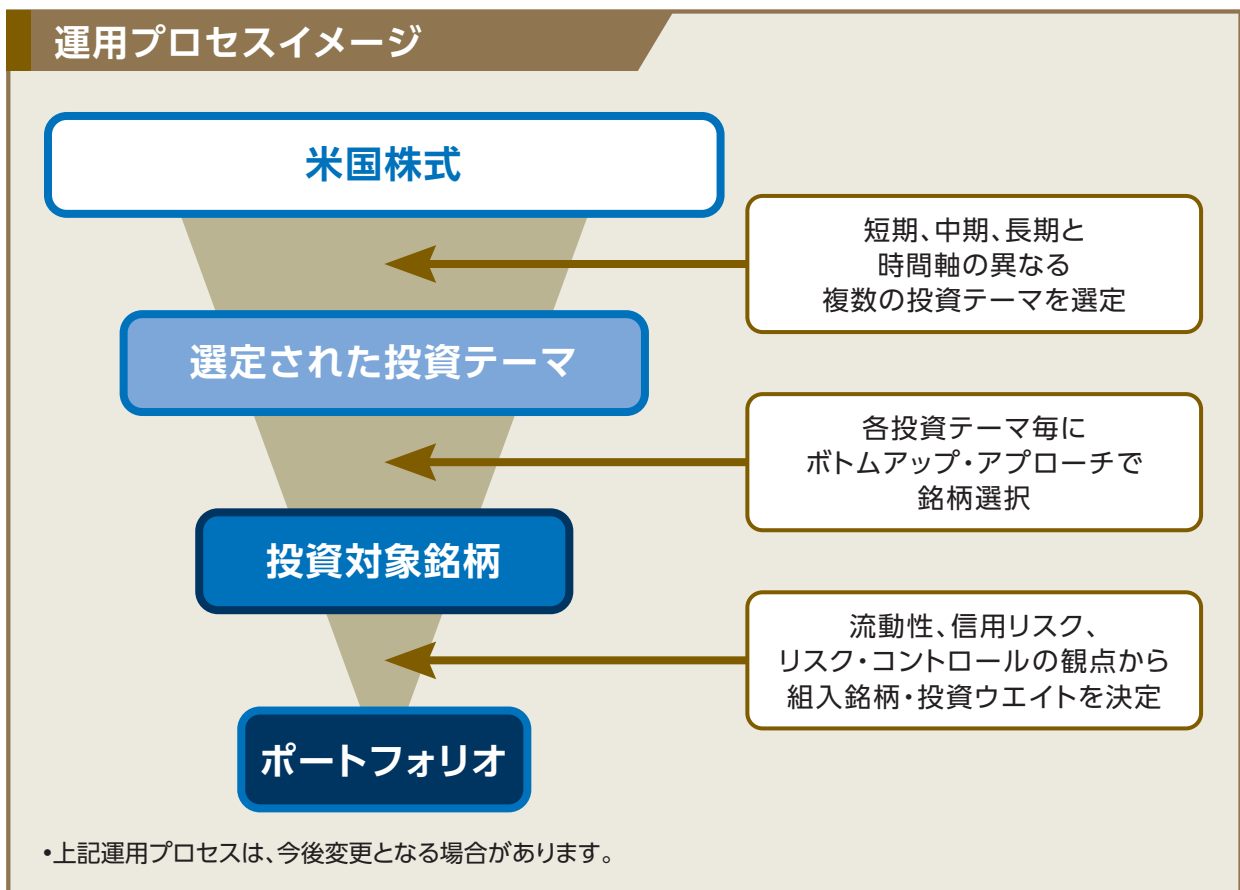 運用プロセスイメージ
米国株式
短期、中期、長期と
時間軸の異なる
複数の投資テーマを選定
選定された投資テーマ
各投資テーマ毎に
ボトムアップ・アプローチで
銘柄選択
投資対象銘柄
流動性、信用リスク、
リスク・コントロールの観点から
組入銘柄・投資ウエイトを決定
ポートフォリオ
•上記運用プロセスは、今後変更となる場合があります。